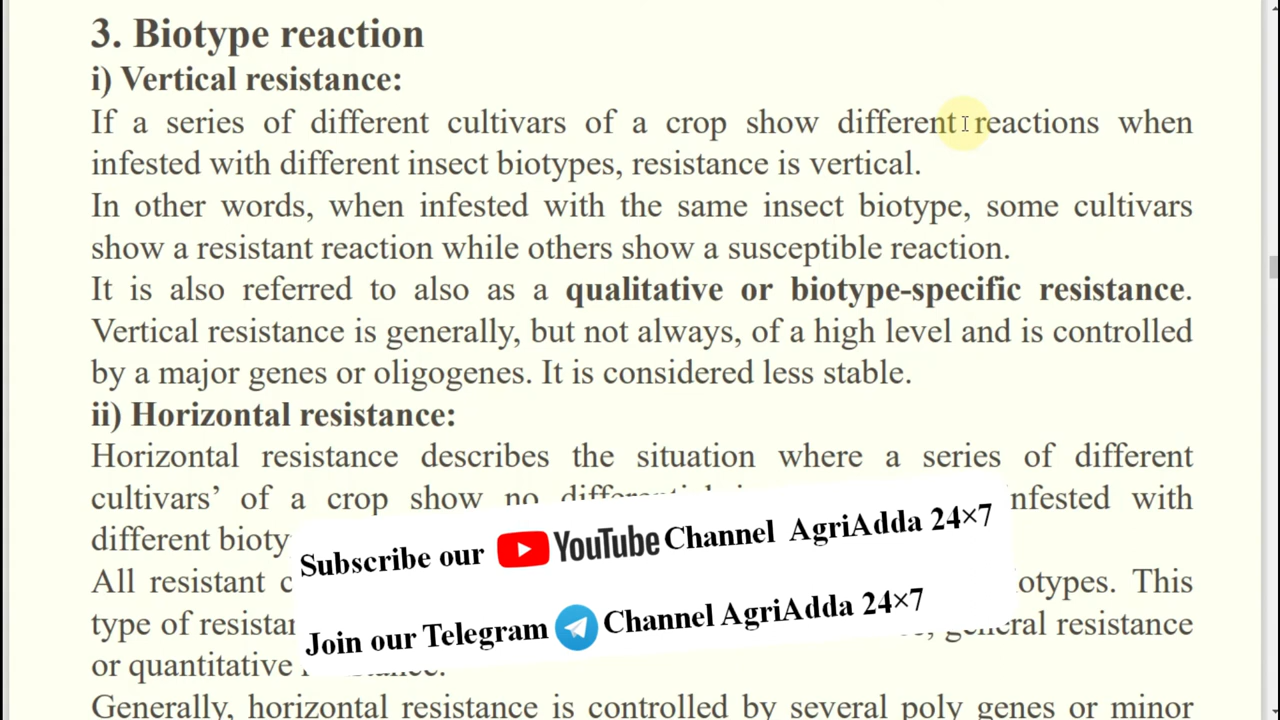 3. Biotype reaction
i) Vertical resistance:
If a series of different cultivars of a crop show different reactions when
infested with different insect biotypes, resistance is vertical.
In other words, when infested with the same insect biotype, some cultivars
show a resistant reaction while others show a susceptible reaction.
It is also referred to also as a qualitative or biotype-specific resistance.
Vertical resistance is generally, but not always, of a high level and is controlled
by a major genes or oligogenes. It is considered less stable.
ii) Horizontal resistance:
Horizontal resistance describes the situation where a series of different
cultivars' of a crop show no infested with
different
Subscribe our YouTube Channel AgriAdda 24×7
All resistant This
Join our Telegram Channel AgriAdda 24×7
type of general resistance
or quantitative
Generally, horizontal resistance is controlled by several poly genes or minor